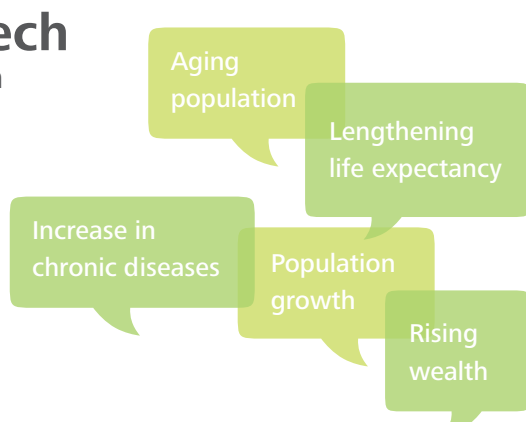 ech
Aging
population
Lengthening
life expectancy
Increase in
chronic diseases
Population
growth
Rising
wealth